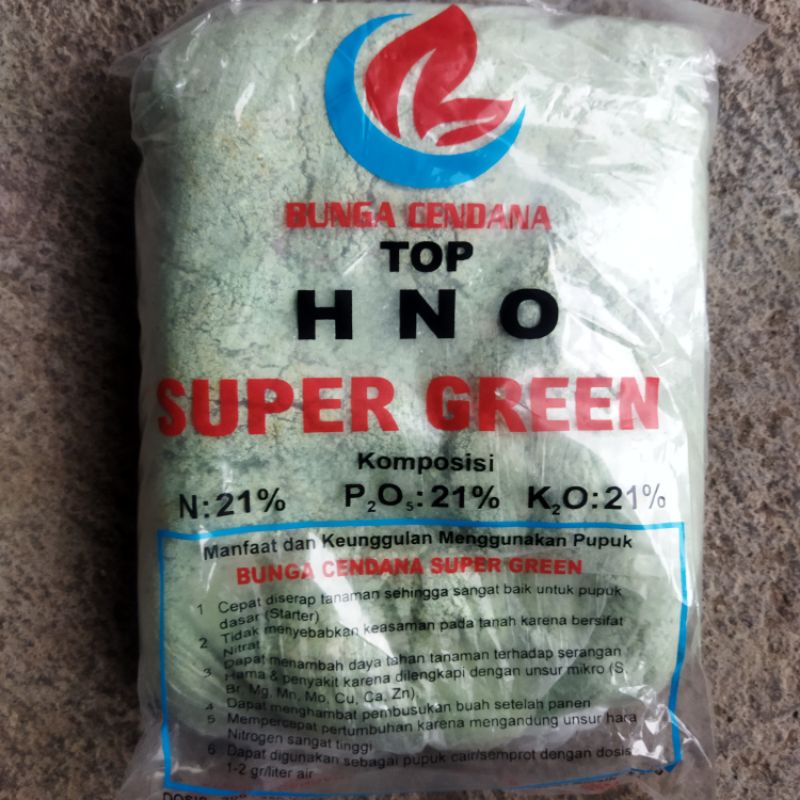 BUNGA CENDANA
TOP
H N O
SUPER GREEN
Komposisi
N: 21% P₂O₅: 21% K₂O: 21%
Manfaat dan Keunggulan Menggunakan Pupuk
BUNGA CENDANA SUPER GREEN
1 Cepat diserap tanaman sehingga sangat baik untuk pupuk
dasar (Starter)
2 Tidak menyebabkan keasaman pada tanah karena bersifat
Nitrat
3 Dapat menambah daya tahan tanaman terhadap serangan
Hama & penyakit karena dilengkapi dengan unsur mikro (S,
Br, Mg, Mn, Mo, Cu, Ca, Zn)
4 Dapat menghambat pembusukan buah setelah panen
5 Mempercepat pertumbuhan karena mengandung unsur hara
Nitrogen sangat tinggi
6 Dapat digunakan sebagai pupuk cair/semprot dengan dosis
1-2 gr/liter air